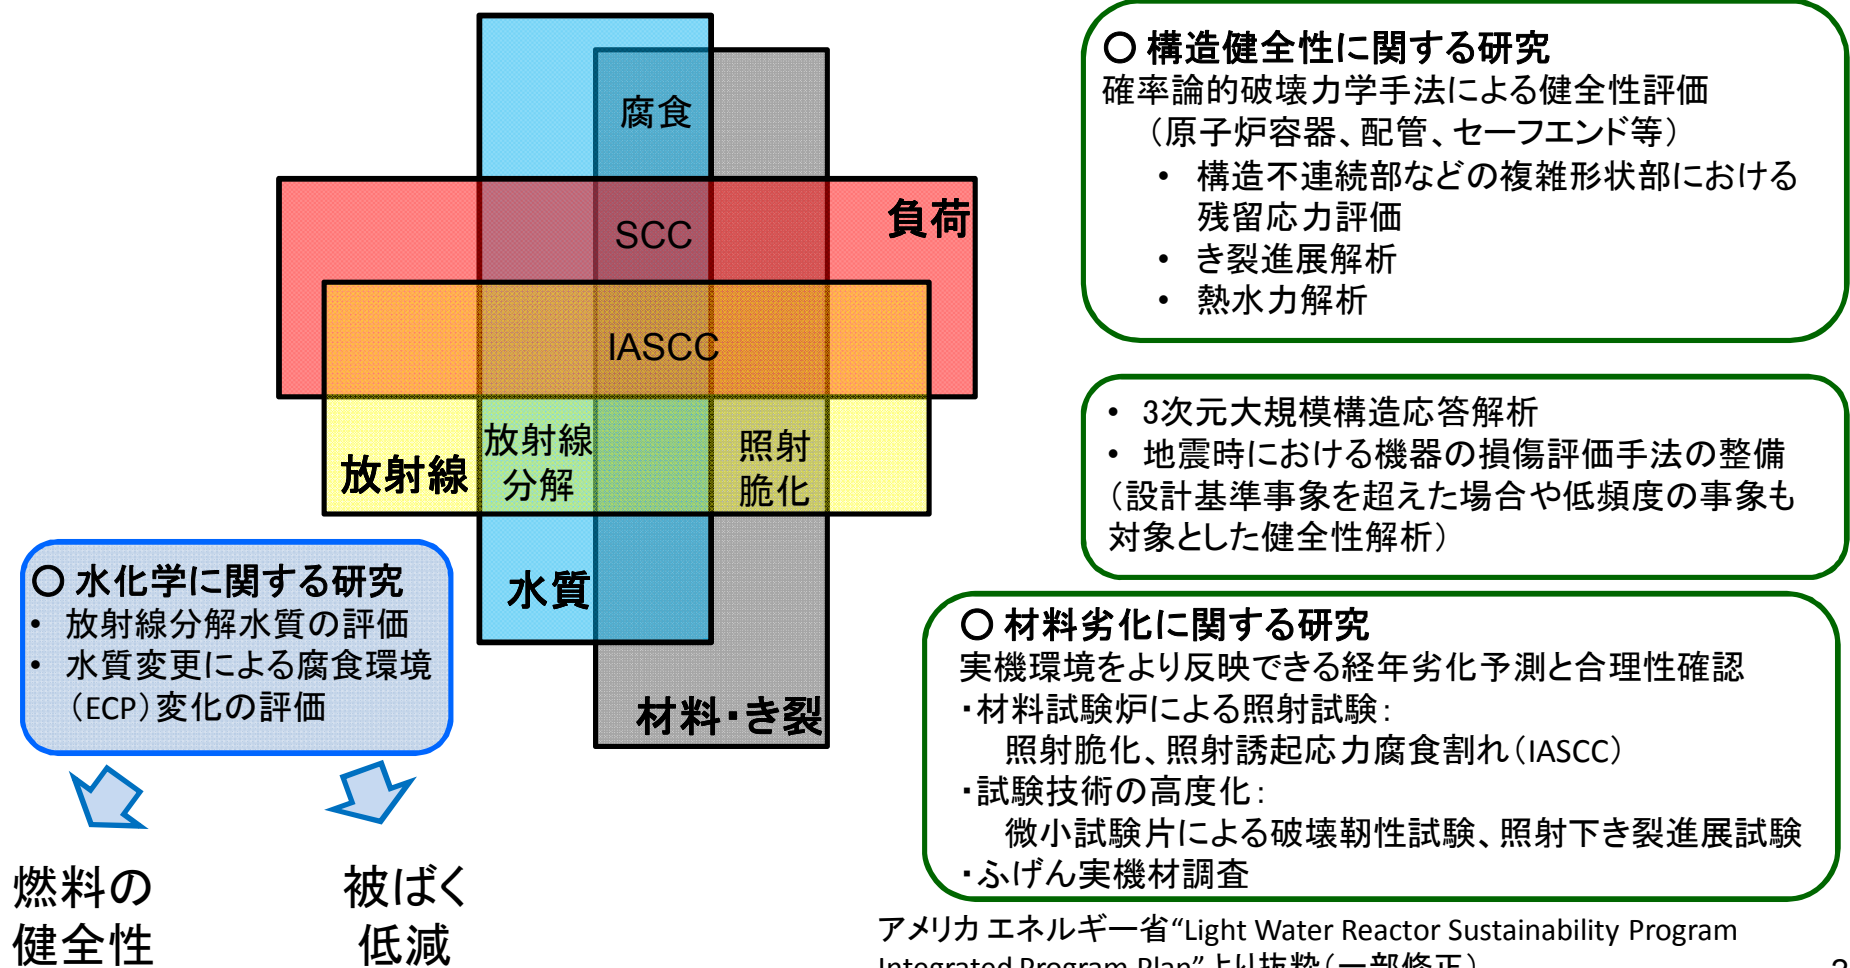 腐食
SCC
負荷
IASCC
放射線
放射線
分解
照射
脆化
水質
材料・き裂
○ 水化学に関する研究
• 放射線分解水質の評価
• 水質変更による腐食環境
（ECP）変化の評価
燃料の
健全性
被ばく
低減
○ 構造健全性に関する研究
確率論的破壊力学手法による健全性評価
（原子炉容器、配管、セーフエンド等）
• 構造不連続部などの複雑形状部における
残留応力評価
• き裂進展解析
• 熱水力解析
• 3次元大規模構造応答解析
• 地震時における機器の損傷評価手法の整備
（設計基準事象を超えた場合や低頻度の事象も
対象とした健全性解析）
○ 材料劣化に関する研究
実機環境をより反映できる経年劣化予測と合理性確認
・材料試験炉による照射試験：
照射脆化、照射誘起応力腐食割れ（IASCC）
・試験技術の高度化：
微小試験片による破壊靭性試験、照射下き裂進展試験
・ふげん実機材調査
アメリカ エネルギー省“Light Water Reactor Sustainability Program
Integrated Program Plan”より抜粋（一部修正）